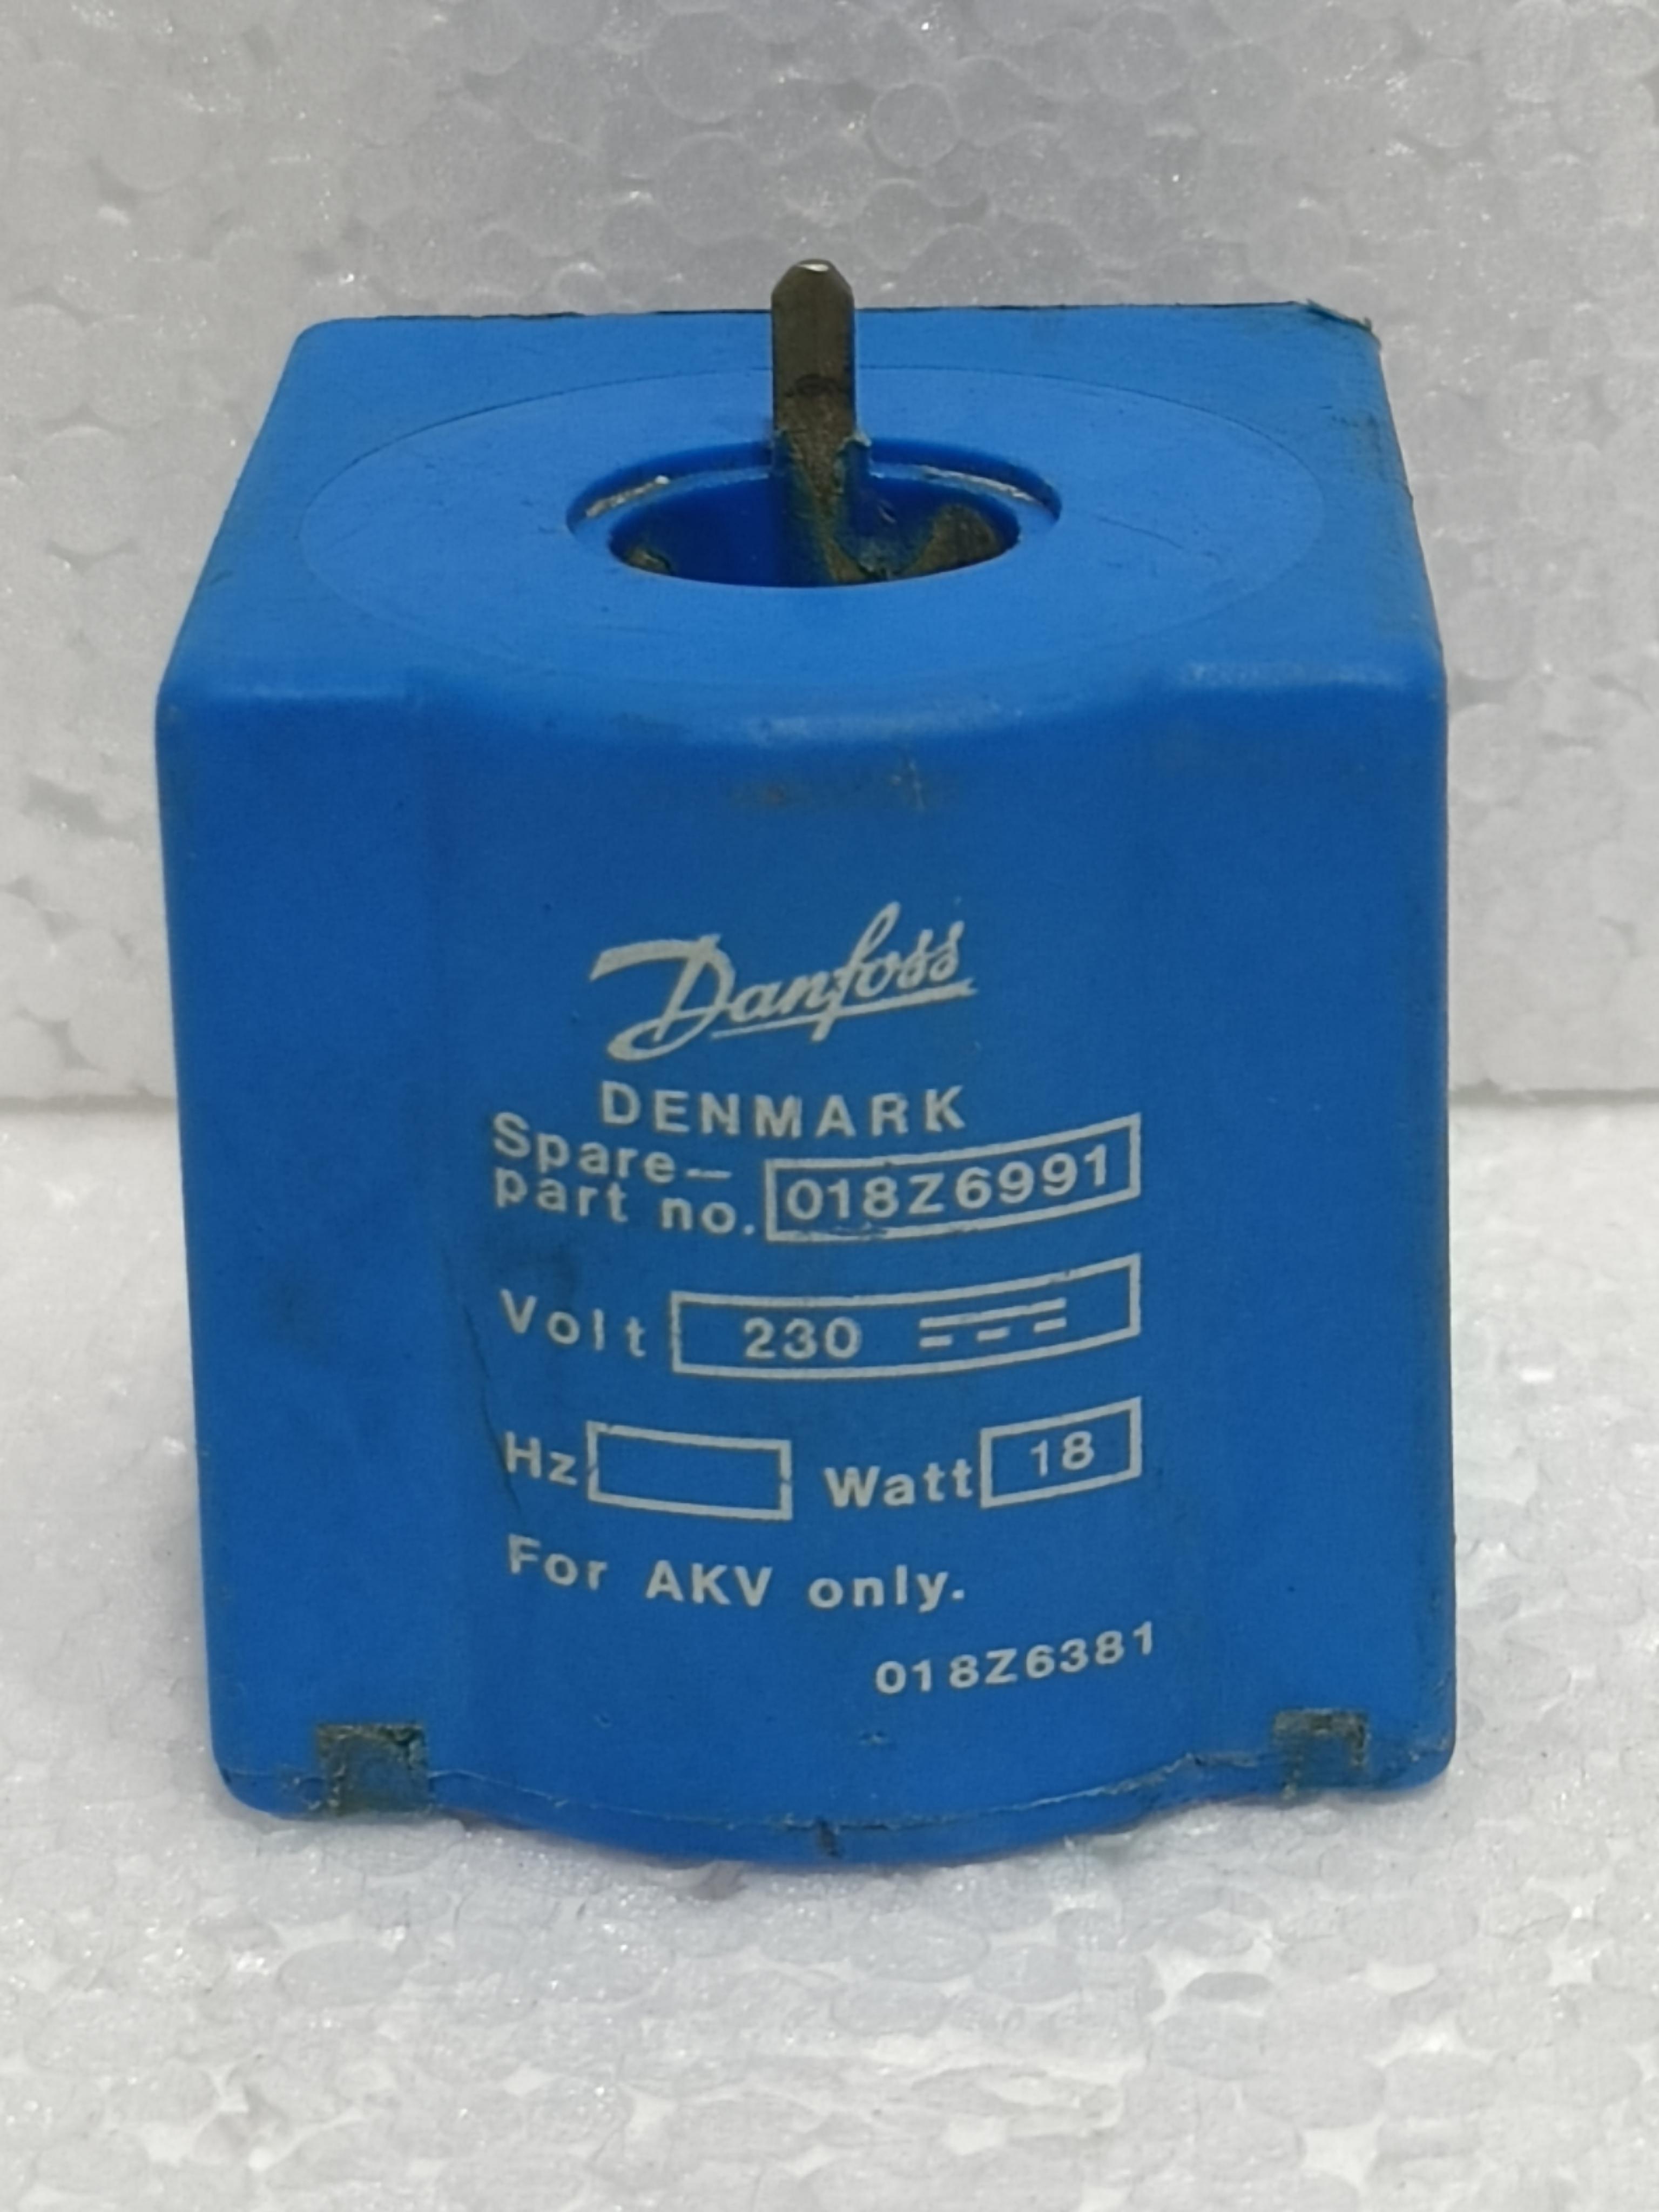 Danfoss
DENMARK
Spare-
part no. 018Z6991
Volt 230 ⎓
Hz Watt 18
For AKV only.
018Z6381